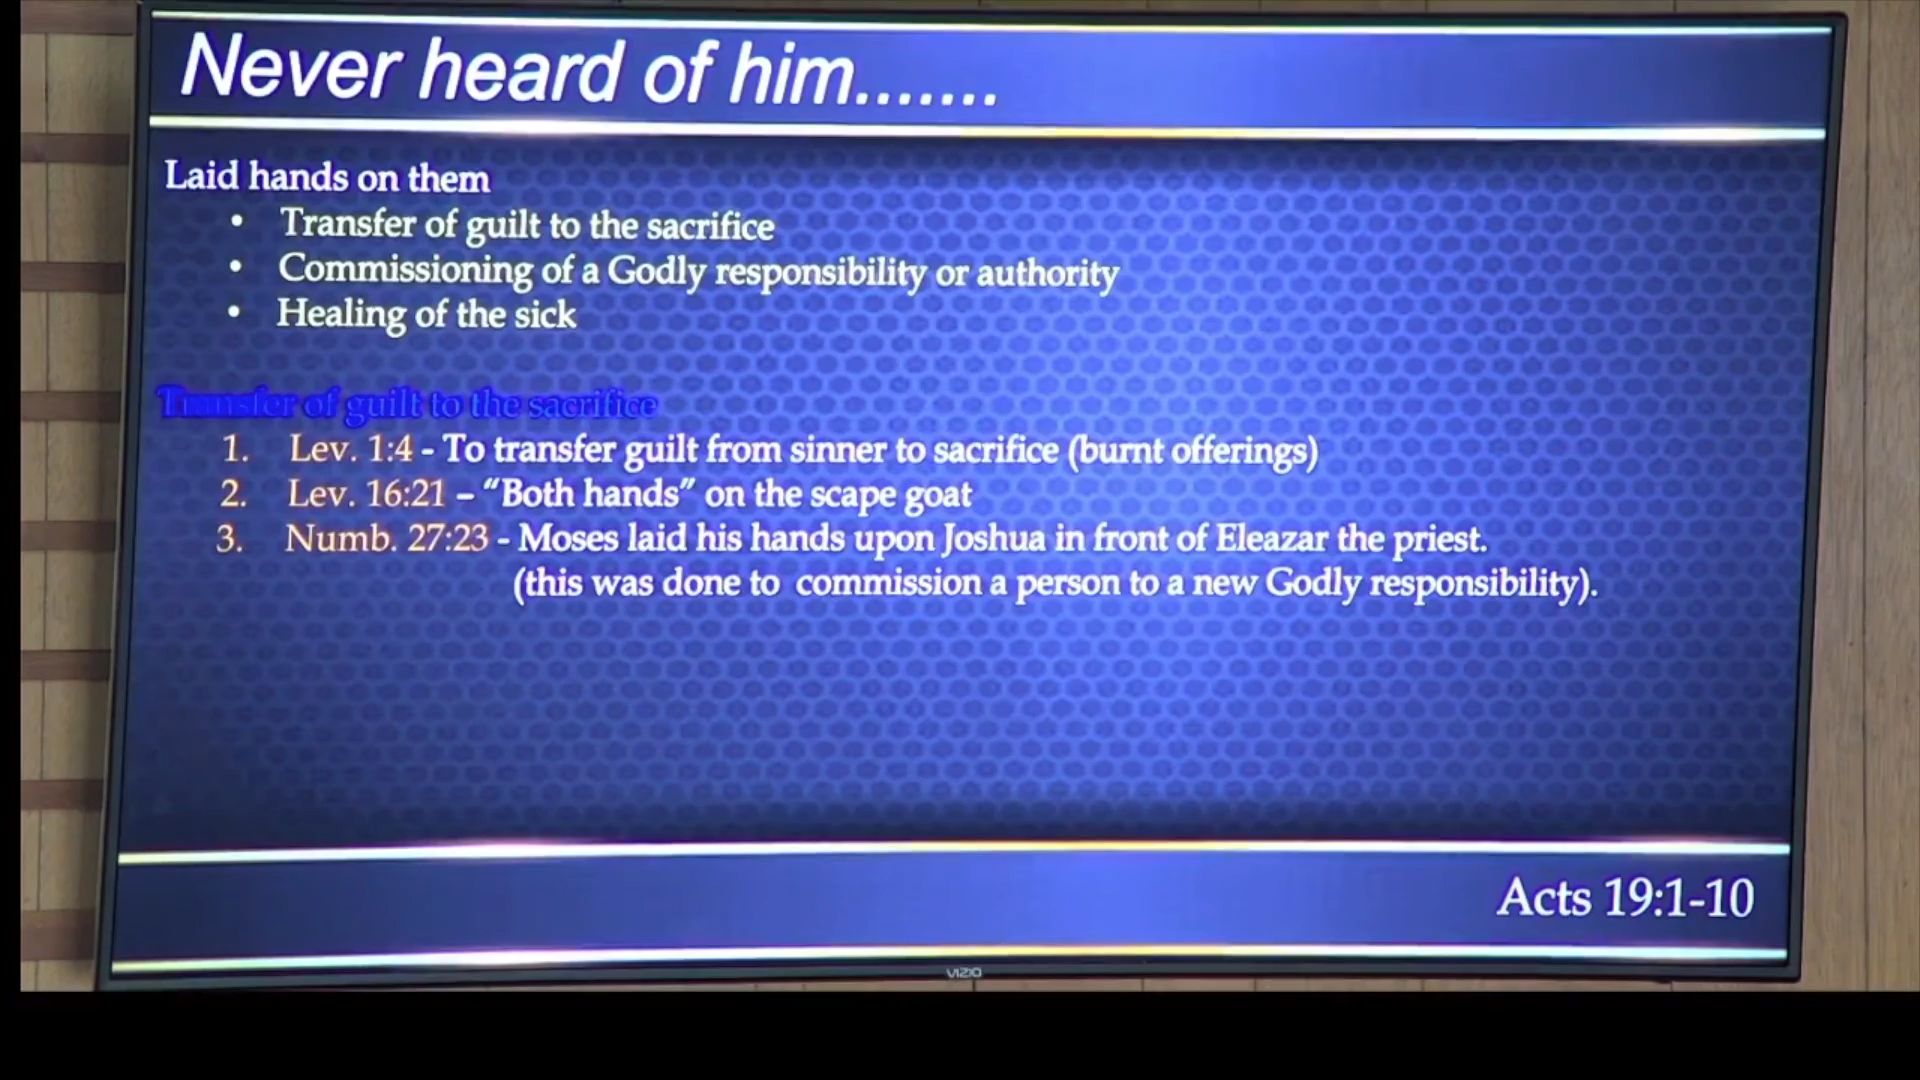 Never heard of him.......
Laid hands on them
• Transfer of guilt to the sacrifice
• Commissioning of a Godly responsibility or authority
• Healing of the sick
Transfer of guilt to the sacrifice
1. Lev. 1:4 - To transfer guilt from sinner to sacrifice (burnt offerings)
2. Lev. 16:21 – “Both hands” on the scape goat
3. Numb. 27:23 - Moses laid his hands upon Joshua in front of Eleazar the priest.
(this was done to commission a person to a new Godly responsibility).
Acts 19:1-10
VIZIO